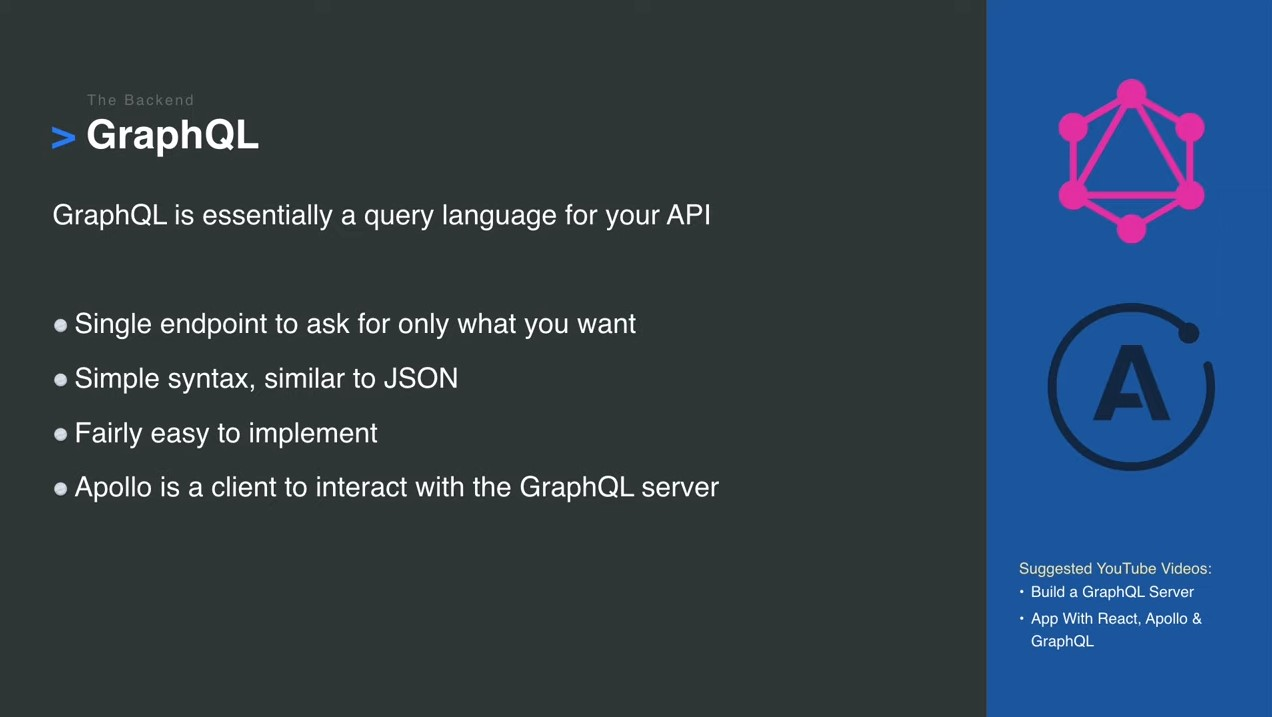 The Backend
> GraphQL
GraphQL is essentially a query language for your API
Single endpoint to ask for only what you want
Simple syntax, similar to JSON
Fairly easy to implement
Apollo is a client to interact with the GraphQL server
A
Suggested YouTube Videos:
• Build a GraphQL Server
• App With React, Apollo &
GraphQL